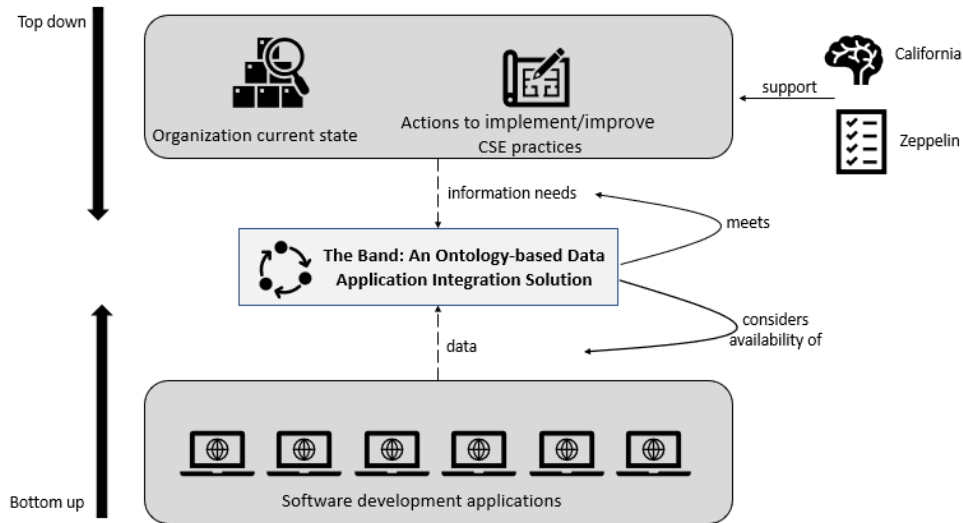 Top down
Organization current state
Actions to implement/improve
CSE practices
support
California
Zeppelin
information needs
meets
The Band: An Ontology-based Data
Application Integration Solution
considers
availability of
data
Software development applications
Bottom up